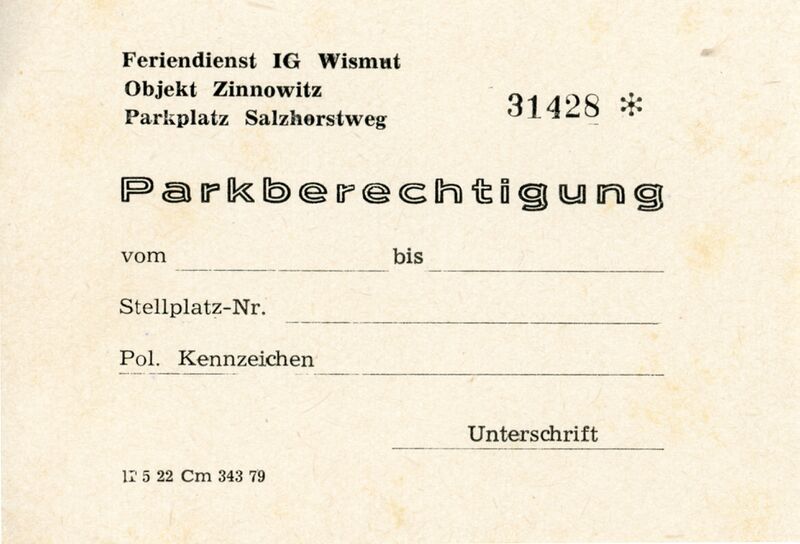 Feriendienst IG Wismut
Objekt Zinnowitz
Parkplatz Salzhorstweg
31428 *
Parkberechtigung
vom bis
Stellplatz-Nr.
Pol. Kennzeichen
Unterschrift
5 22 Cm 343 79